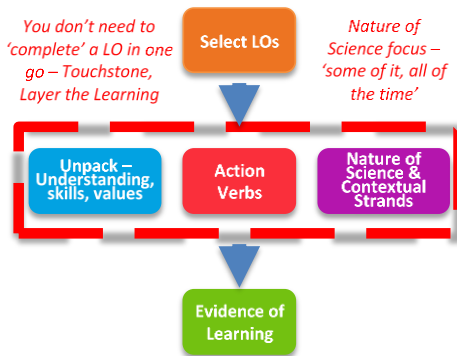 You don't need to
'complete' a LO in one
go – Touchstone,
Layer the Learning
Select LOs
Nature of
Science focus –
'some of it, all of
the time'
Unpack –
Understanding,
skills, values
Action
Verbs
Nature of
Science &
Contextual
Strands
Evidence of
Learning